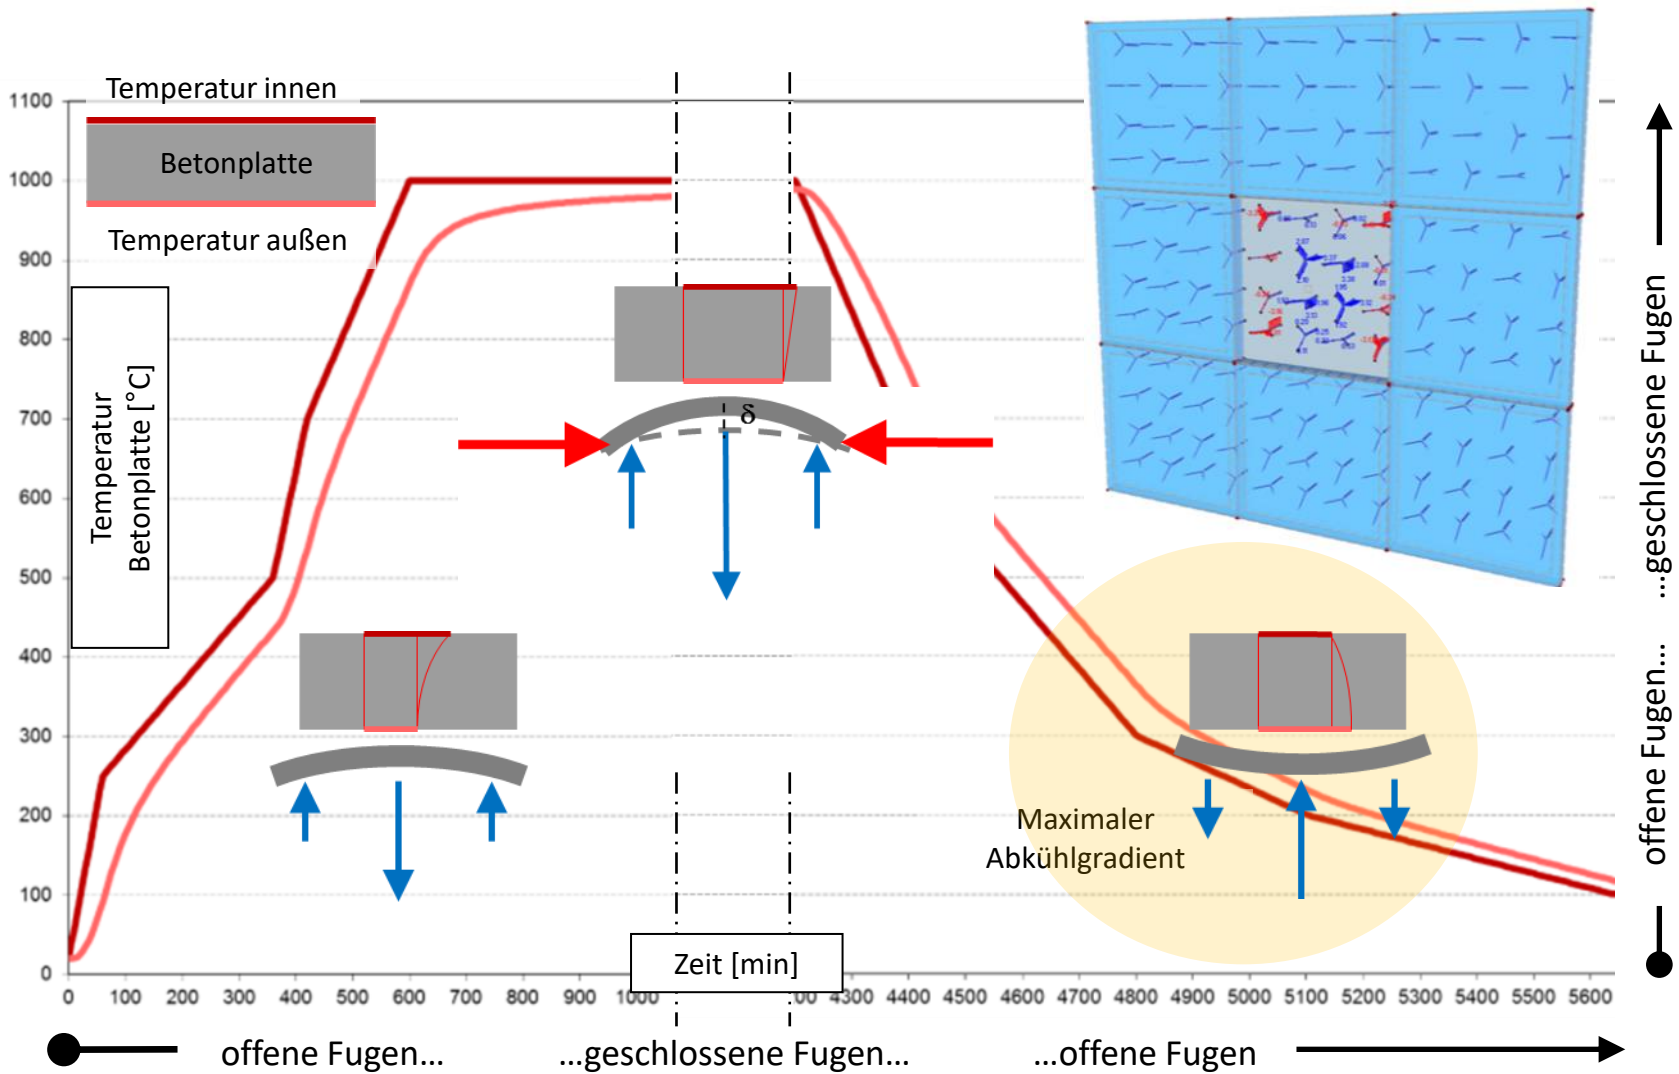 Temperatur innen
Betonplatte
Temperatur außen
Temperatur
Betonplatte [°C]
1100
1000
900
800
700
600
500
400
300
200
100
0
δ
Maximaler
Abkühlgradient
Zeit [min]
0 100 200 300 400 500 600 700 800 900 1000 4300 4400 4500 4600 4700 4800 4900 5000 5100 5200 5300 5400 5500 5600
offene Fugen... ...geschlossene Fugen... ...offene Fugen
offene Fugen... ...geschlossene Fugen